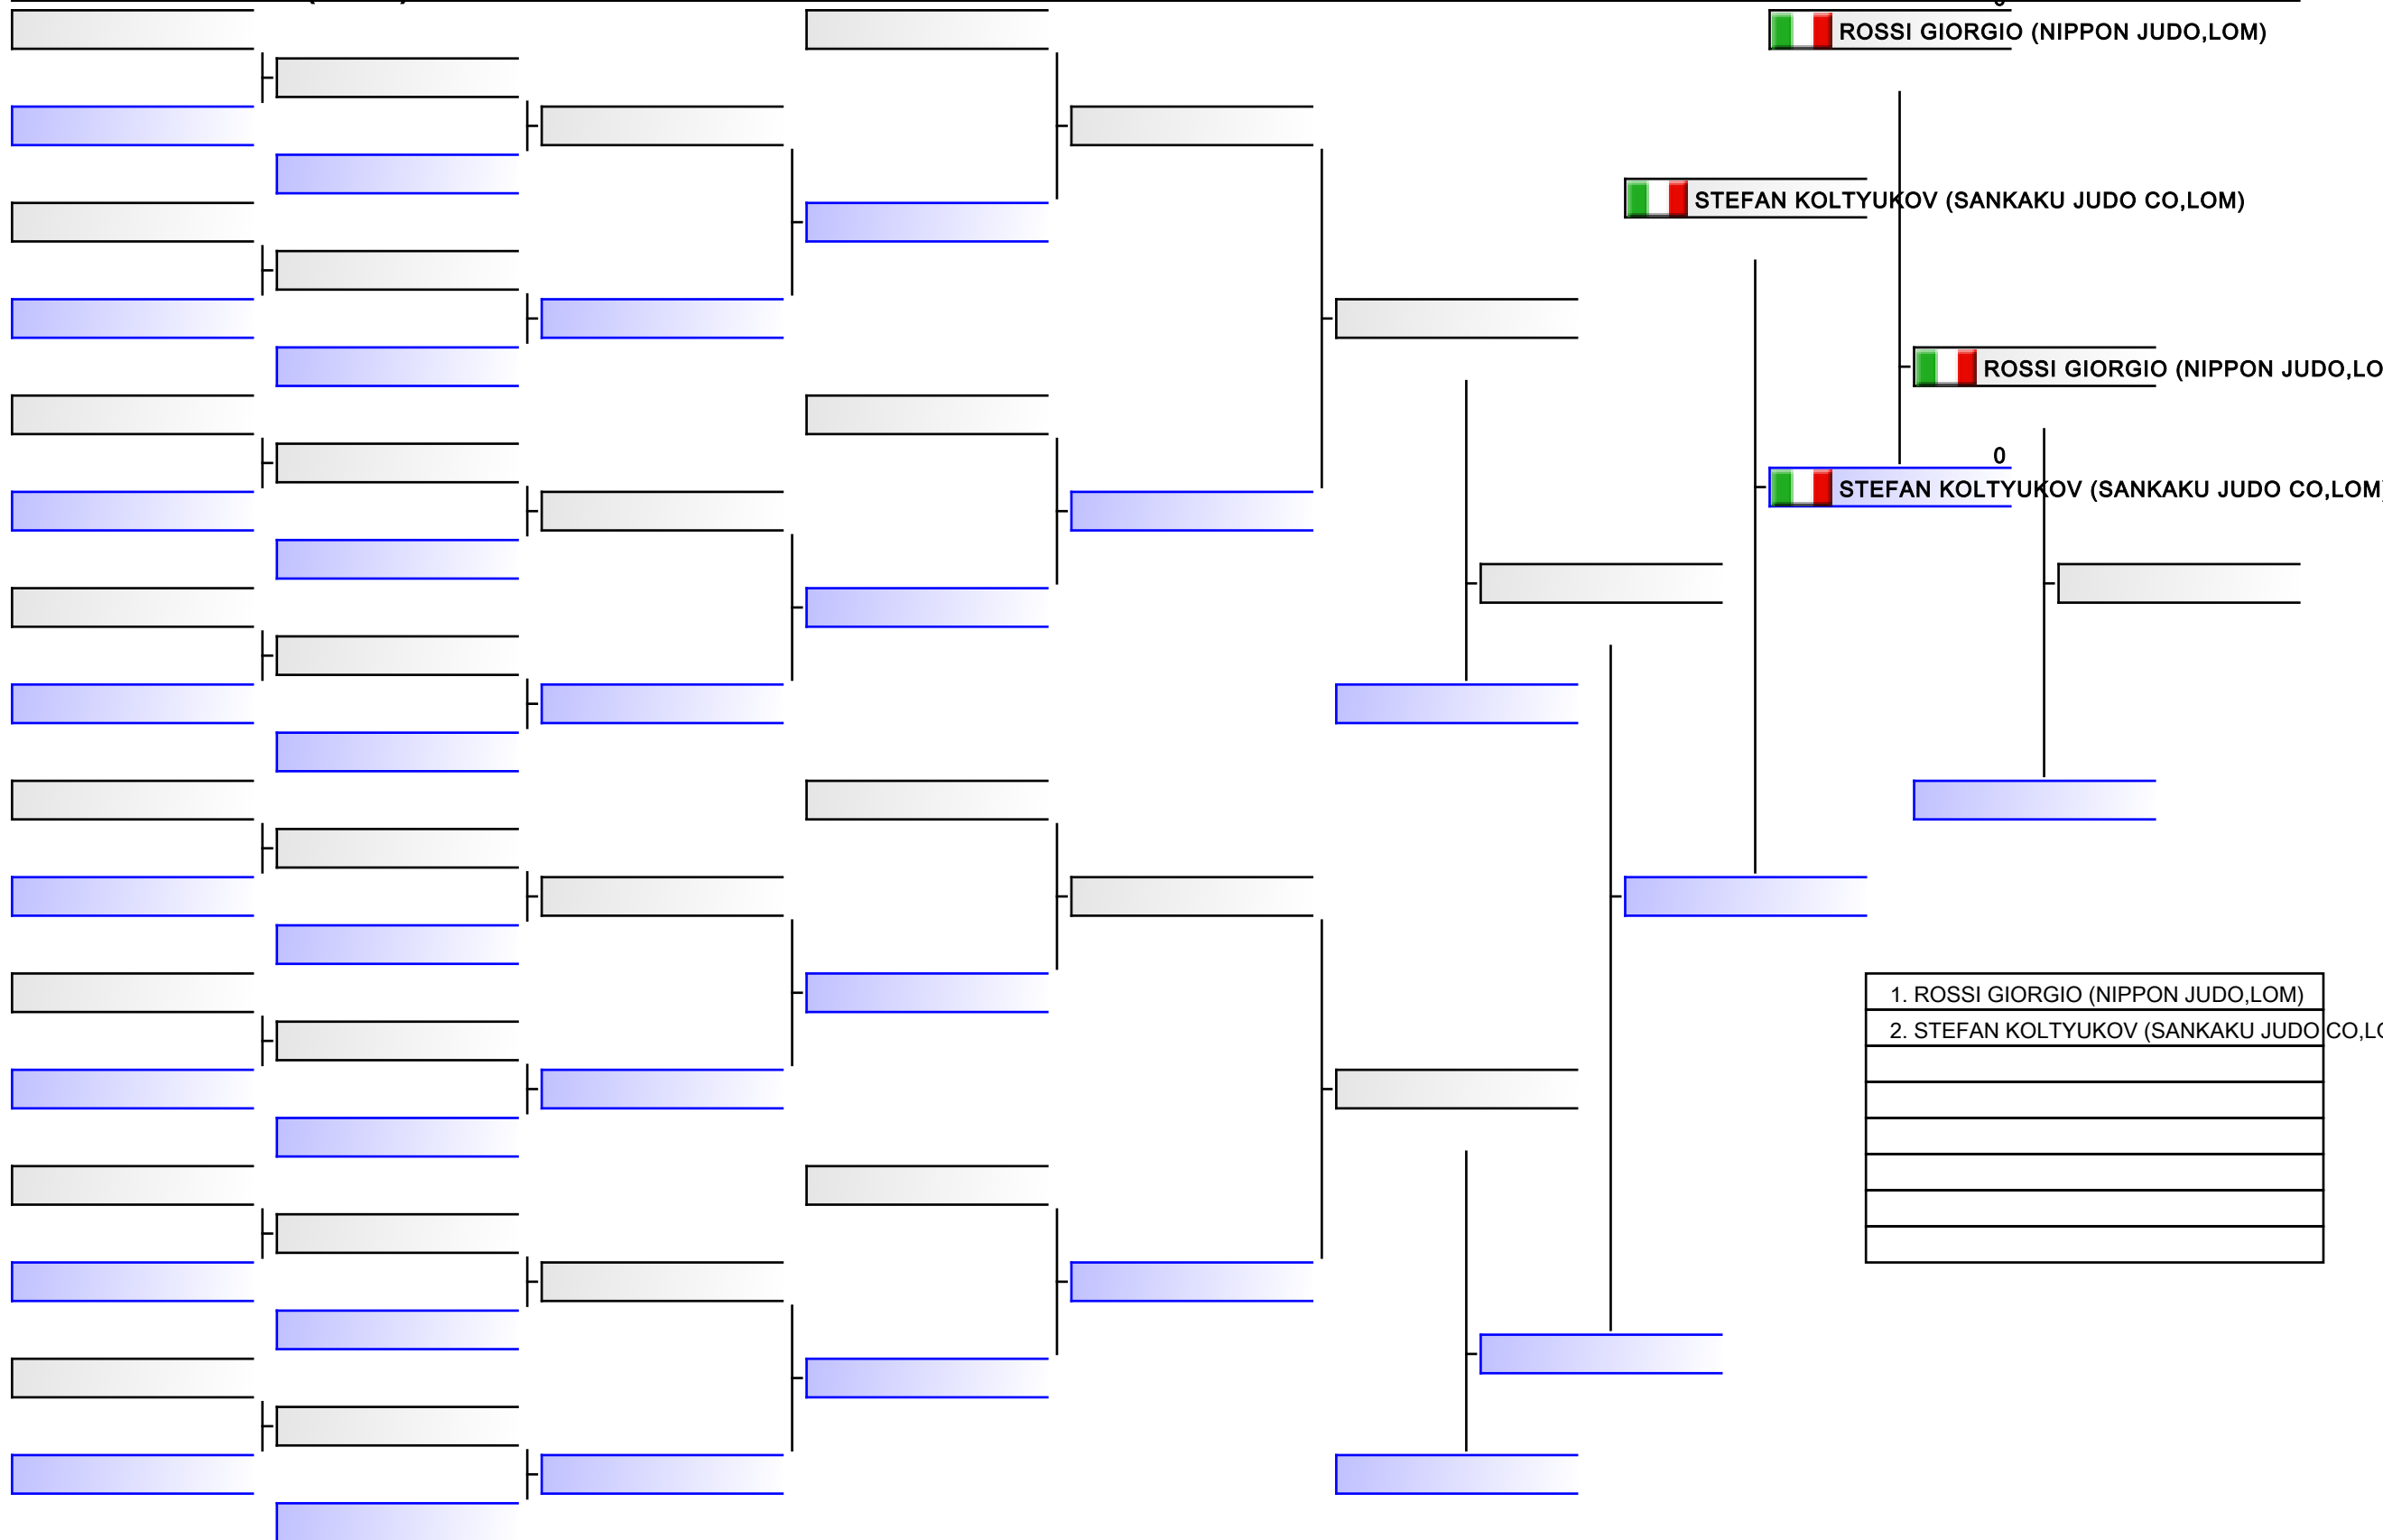 ROSSI GIORGIO (NIPPON JUDO,LOM)
STEFAN KOLTYUKOV (SANKAKU JUDO CO,LOM)
ROSSI GIORGIO (NIPPON JUDO,LO
0
STEFAN KOLTYUKOV (SANKAKU JUDO CO,LOM)
1. ROSSI GIORGIO (NIPPON JUDO,LOM)
2. STEFAN KOLTYUKOV (SANKAKU JUDO CO,LO